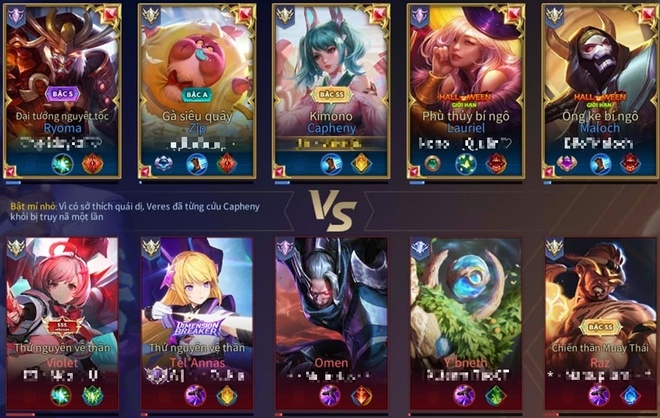 BẬC S
Đại tướng nguyệt tộc
Ryoma
BẬC A
Gà siêu quậy
Zip
BẬC SS
Kimono
Capheny
HALLOWEEN
GIỚI HẠN
Phù thủy bí ngô
Lauriel
HALLOWEEN
GIỚI HẠN
Ông kẹ bí ngô
Maloch
Bật mí nhỏ: Vì có sở thích quái dị, Veres đã từng cứu Capheny
khỏi bị truy nã một lần
VS
SSS
Thứ nguyên vệ thần
Violet
DIMENSION
BREAKER
Thứ nguyên vệ thần
Tel'Annas
Omen
Y'bneth
BẬC SS
Chiến thần Muay Thái
Raz